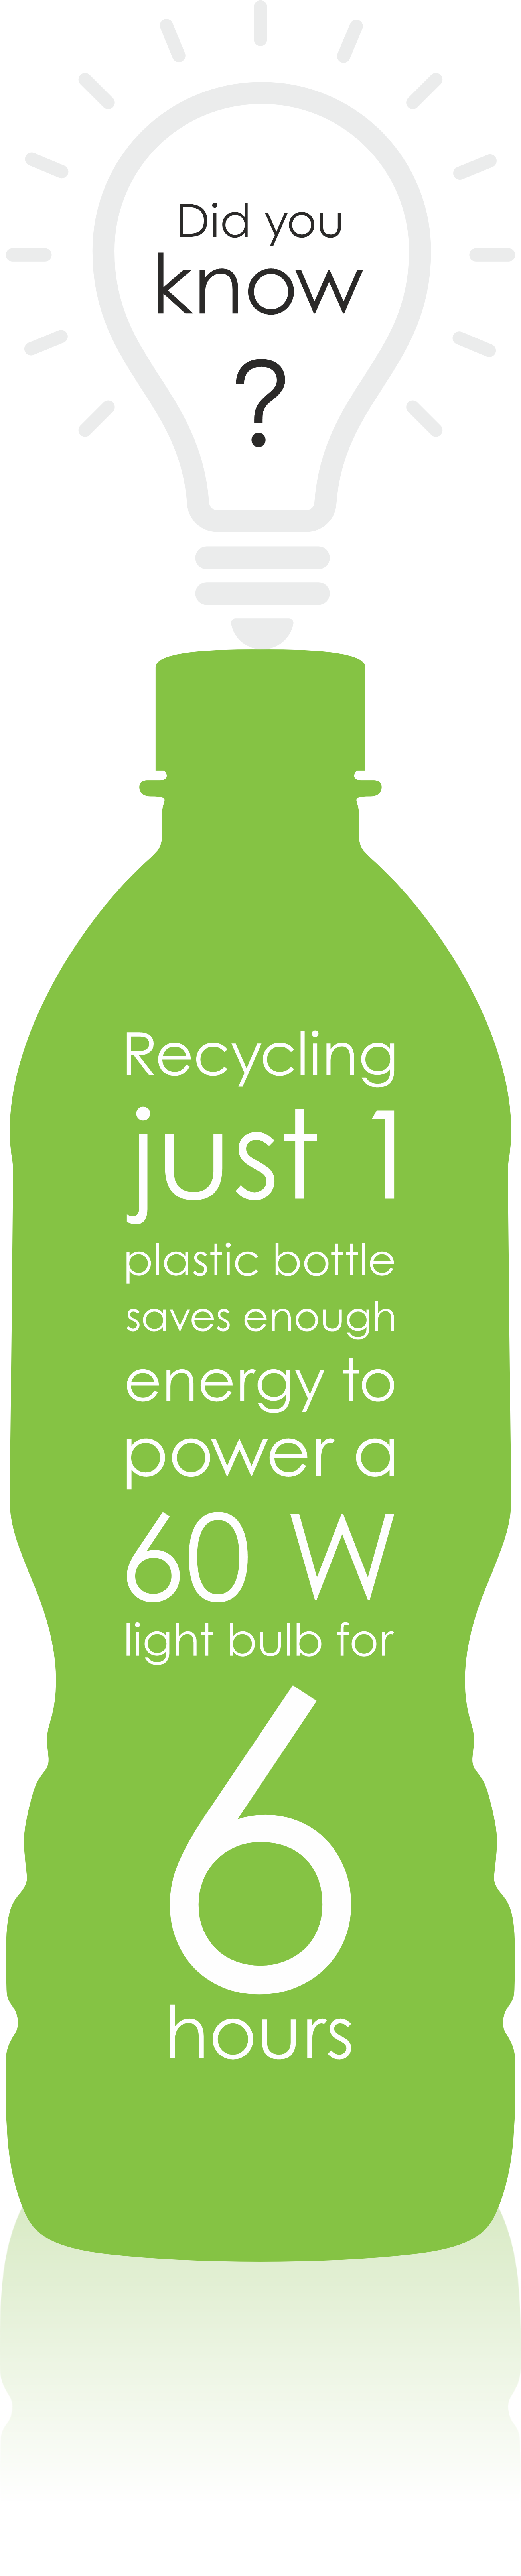 Did you
know
?
Recycling
just 1
plastic bottle
saves enough
energy to
power a
60 W
light bulb for
6
hours